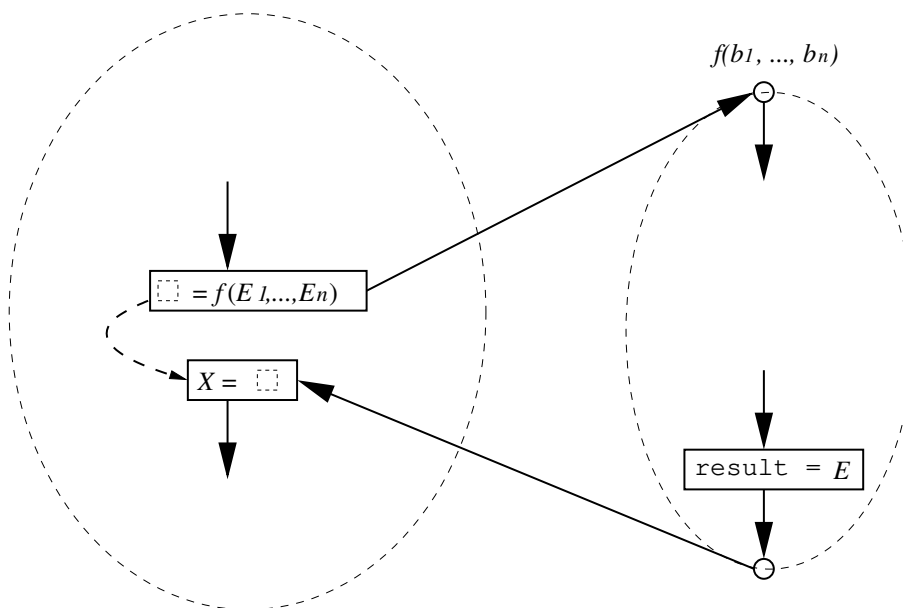 f(b1, ..., bn)
= f(E1,...,En)
X =
result = E